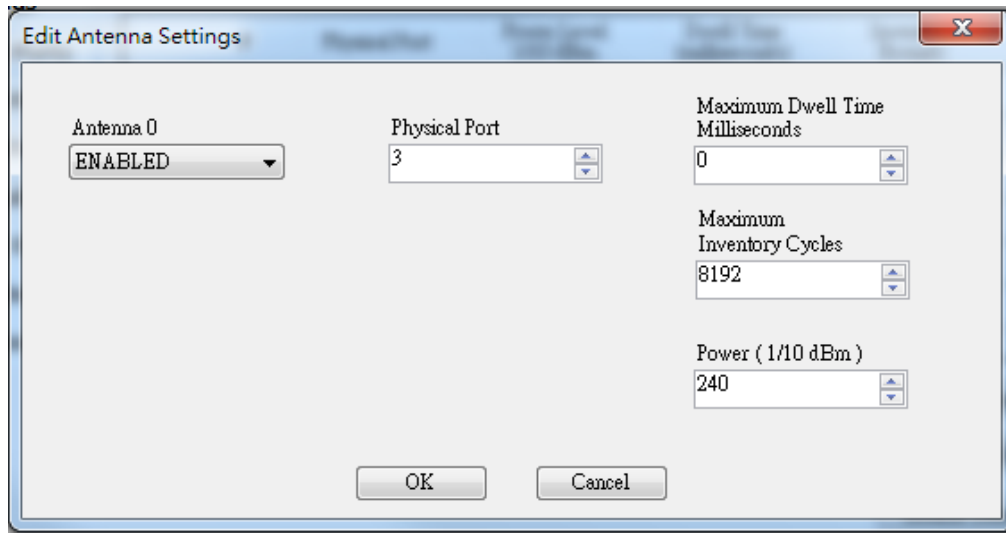 Edit Antenna Settings
Antenna 0
ENABLED
Physical Port
3
Maximum Dwell Time
Milliseconds
0
Maximum
Inventory Cycles
8192
Power ( 1/10 dBm )
240
OK
Cancel